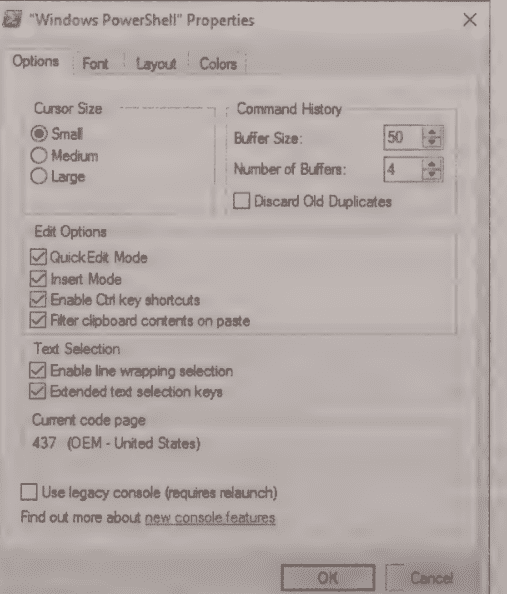 "Windows PowerShell" Properties
Options Font Layout Colors
Cursor Size
Small
Medium
Large
Command History
Buffer Size: 50
Number of Buffers: 4
Discard Old Duplicates
Edit Options
QuickEdit Mode
Insert Mode
Enable Ctrl key shortcuts
Filter clipboard contents on paste
Text Selection
Enable line wrapping selection
Extended text selection keys
Current code page
437 (OEM - United States)
Use legacy console (requires relaunch)
Find out more about new console features
OK Cancel